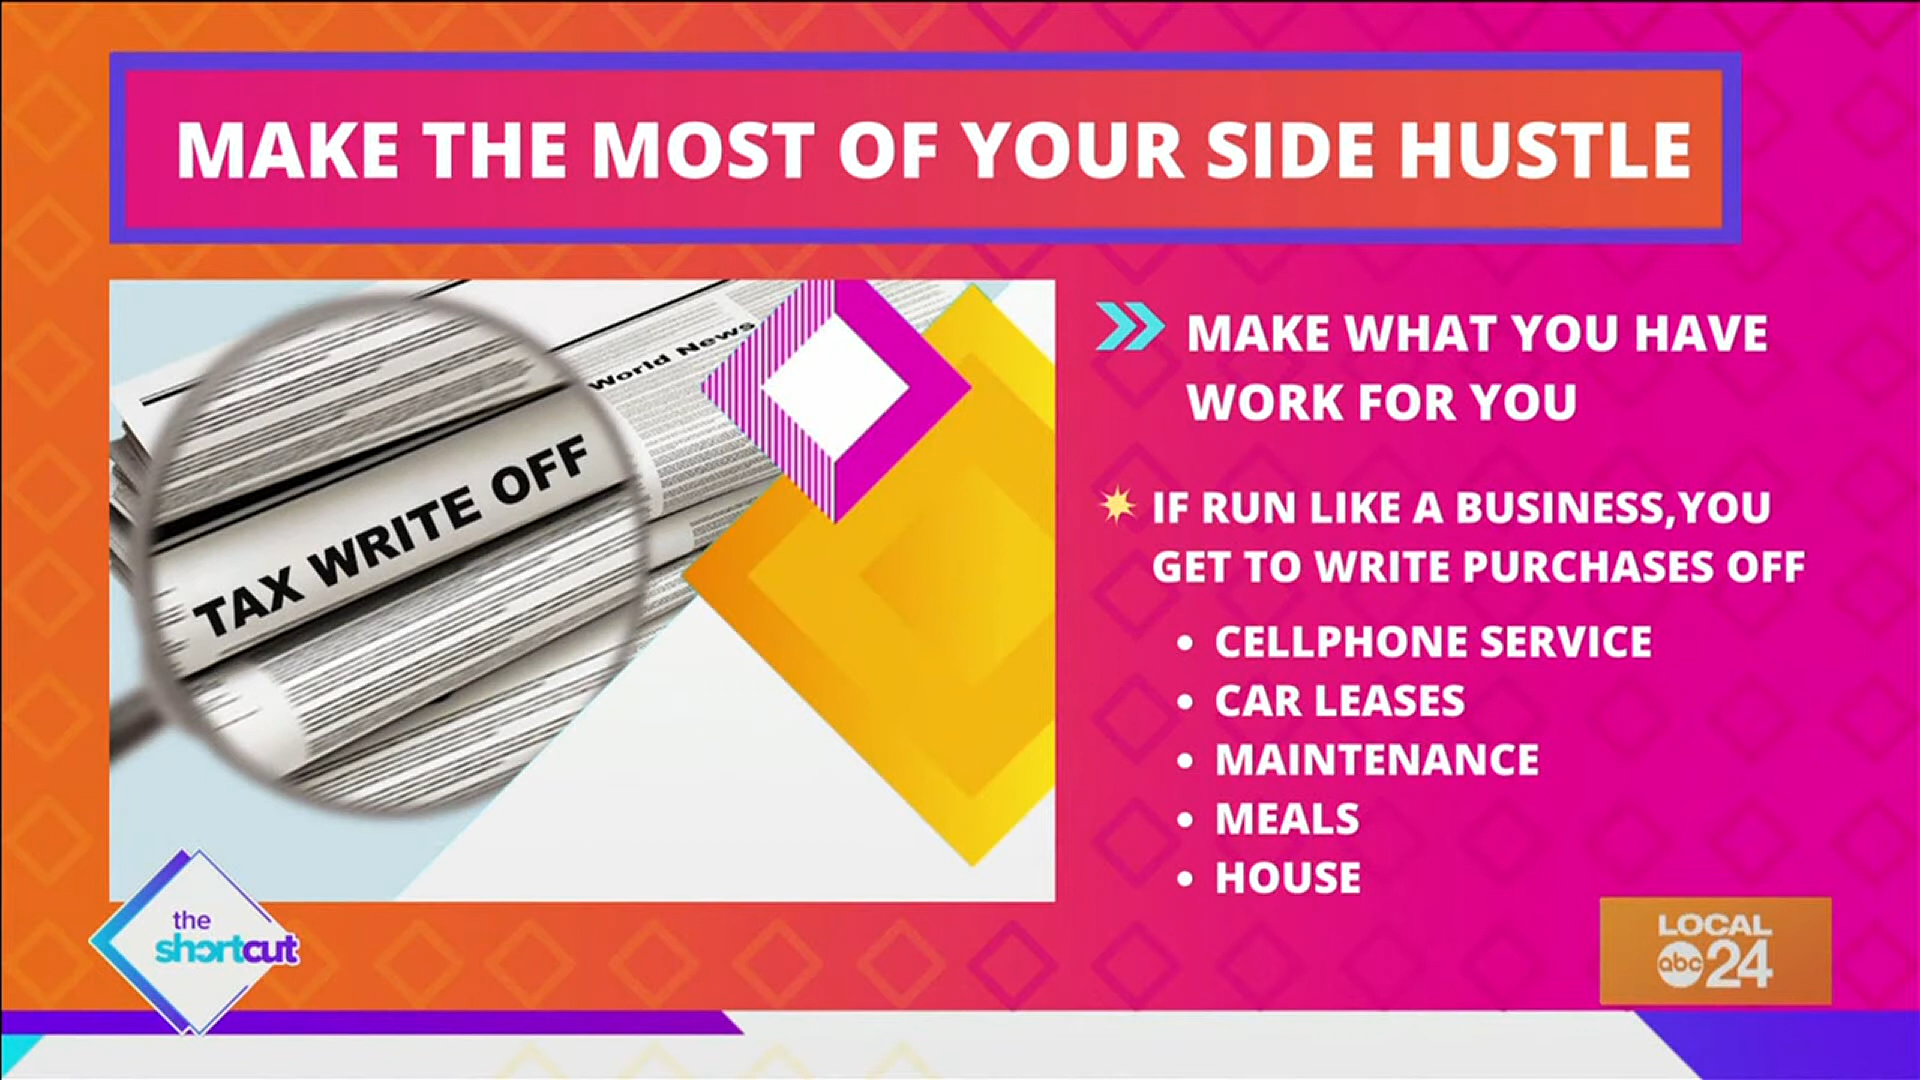 MAKE THE MOST OF YOUR SIDE HUSTLE
World News
TAX WRITE OFF
MAKE WHAT YOU HAVE
WORK FOR YOU
IF RUN LIKE A BUSINESS,YOU
GET TO WRITE PURCHASES OFF
• CELLPHONE SERVICE
• CAR LEASES
• MAINTENANCE
• MEALS
• HOUSE
the
shortcut
LOCAL
abc 24